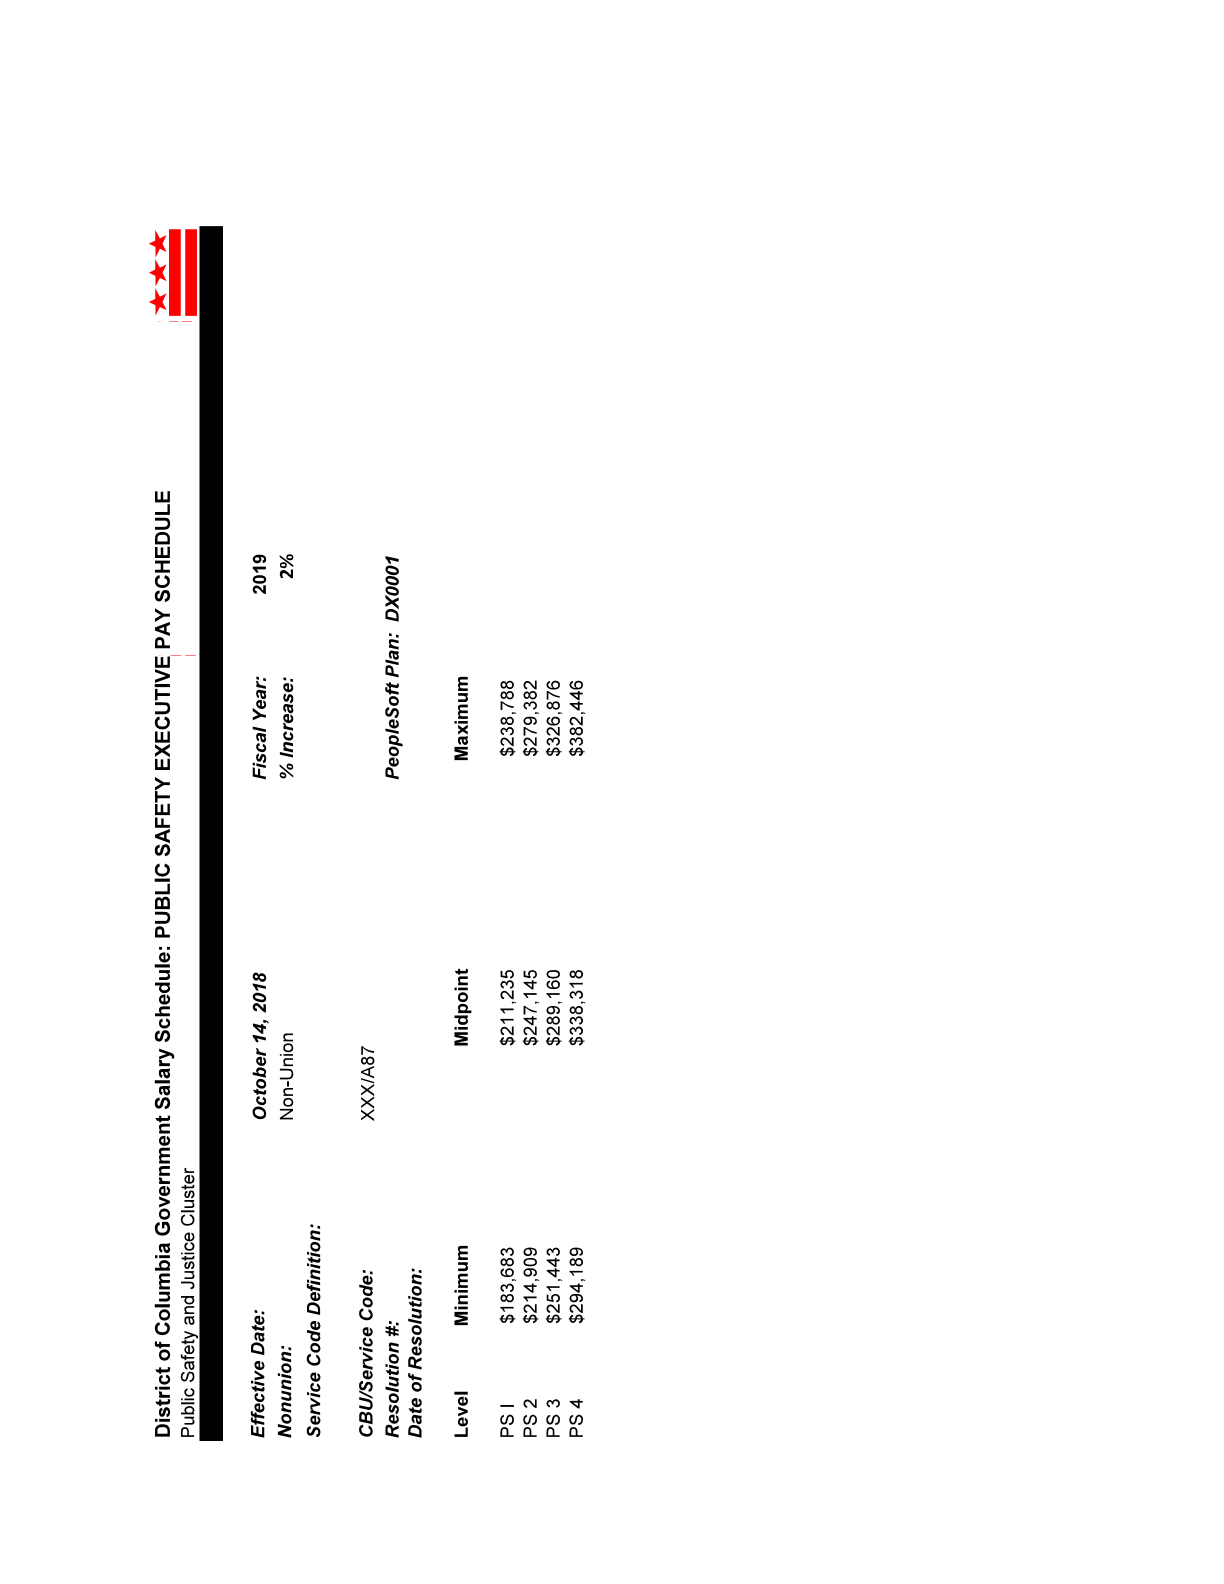 District of Columbia Government Salary Schedule: PUBLIC SAFETY EXECUTIVE PAY SCHEDULE
Public Safety and Justice Cluster
Effective Date: October 14, 2018 Fiscal Year: 2019
Nonunion: Non-Union % Increase: 2%
Service Code Definition:
CBU/Service Code: XXX/A87
Resolution #: PeopleSoft Plan: DX0001
Date of Resolution:
Level Minimum Midpoint Maximum
PS I $183,683 $211,235 $238,788
PS 2 $214,909 $247,145 $279,382
PS 3 $251,443 $289,160 $326,876
PS 4 $294,189 $338,318 $382,446